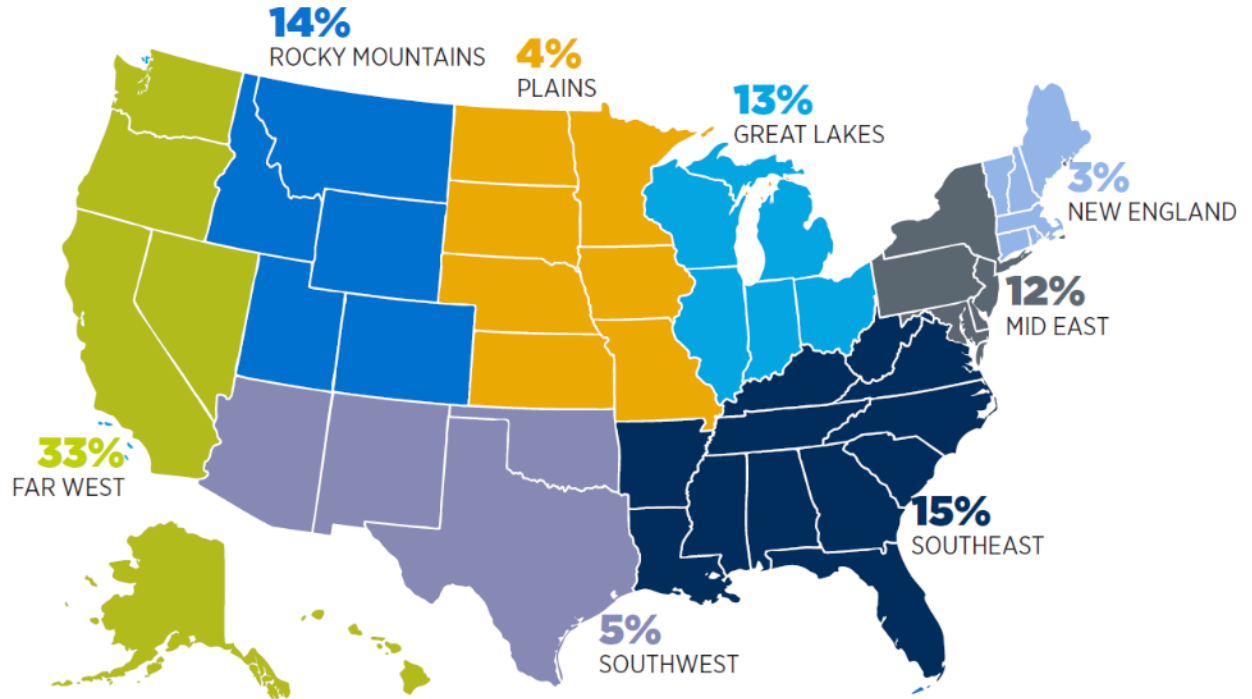 14%
ROCKY MOUNTAINS
4%
PLAINS
13%
GREAT LAKES
3%
NEW ENGLAND
12%
MID EAST
33%
FAR WEST
15%
SOUTHEAST
5%
SOUTHWEST